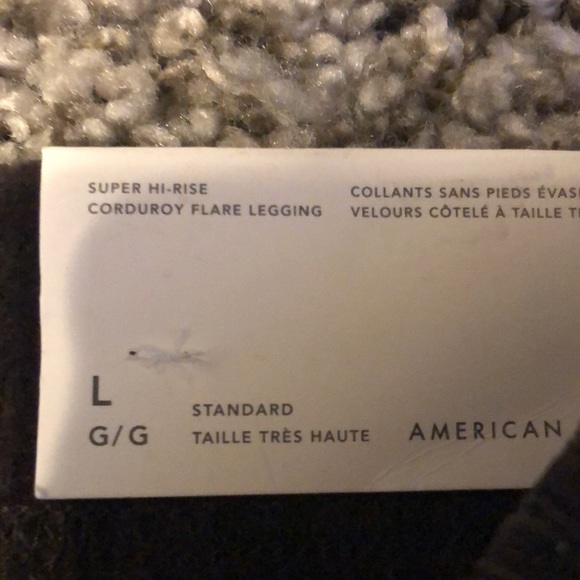 SUPER HI-RISE
CORDUROY FLARE LEGGING
COLLANTS SANS PIEDS
VELOURS CÔTELÉ À TAILLE
L
G/G
STANDARD
TAILLE TRÈS HAUTE
AMERICAN